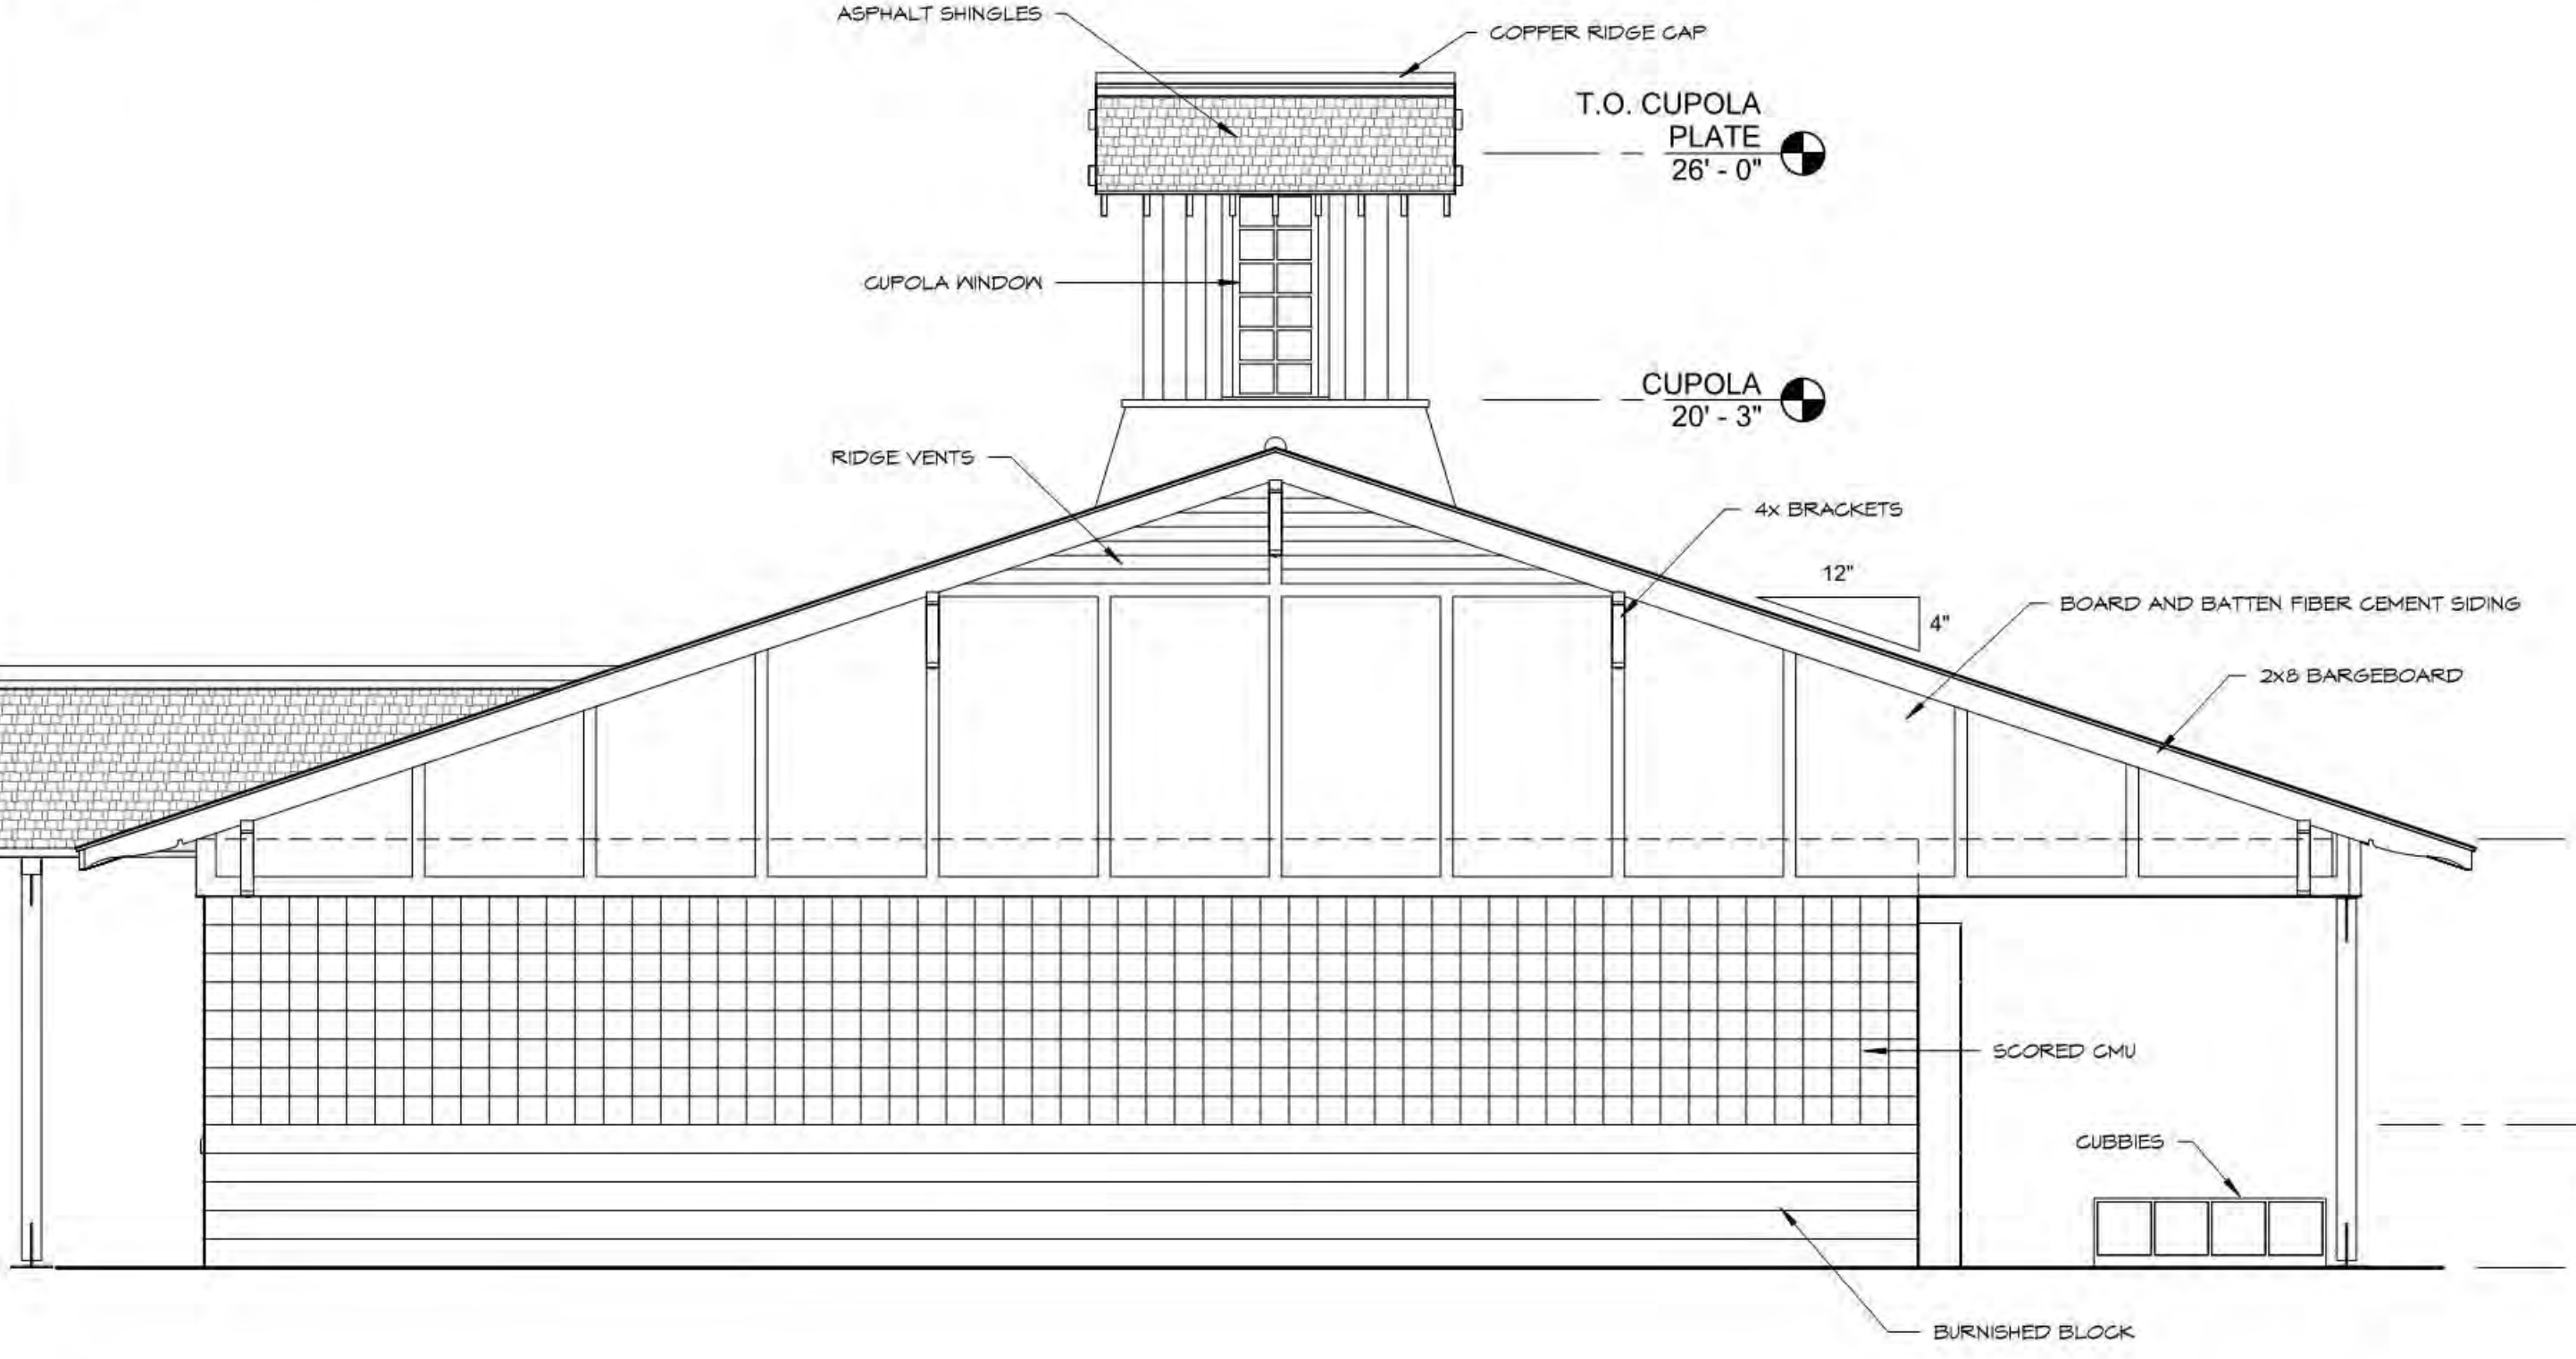 ASPHALT SHINGLES
COPPER RIDGE CAP
T.O. CUPOLA
PLATE
26' - 0"
CUPOLA WINDOW
CUPOLA
20' - 3"
RIDGE VENTS
4x BRACKETS
12"
4"
BOARD AND BATTEN FIBER CEMENT SIDING
2x8 BARGEBOARD
SCORED CMU
CUBBIES
BURNISHED BLOCK